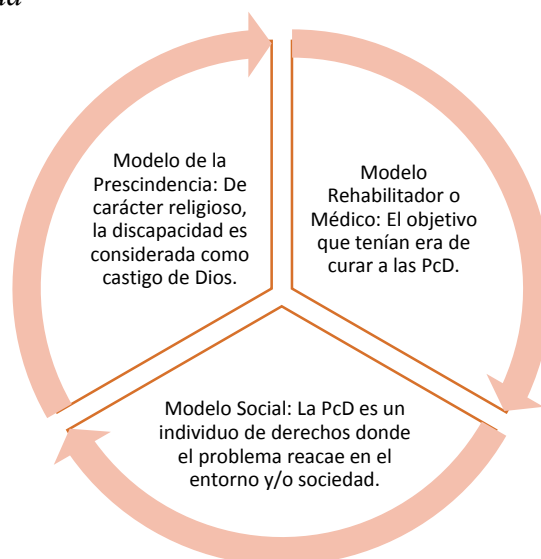 Modelo de la
Prescindencia: De
carácter religioso,
la discapacidad es
considerada como
castigo de Dios.
Modelo
Rehabilitador o
Médico: El objetivo
que tenían era de
curar a las PcD.
Modelo Social: La PcD es un
individuo de derechos donde
el problema reacae en el
entorno y/o sociedad.